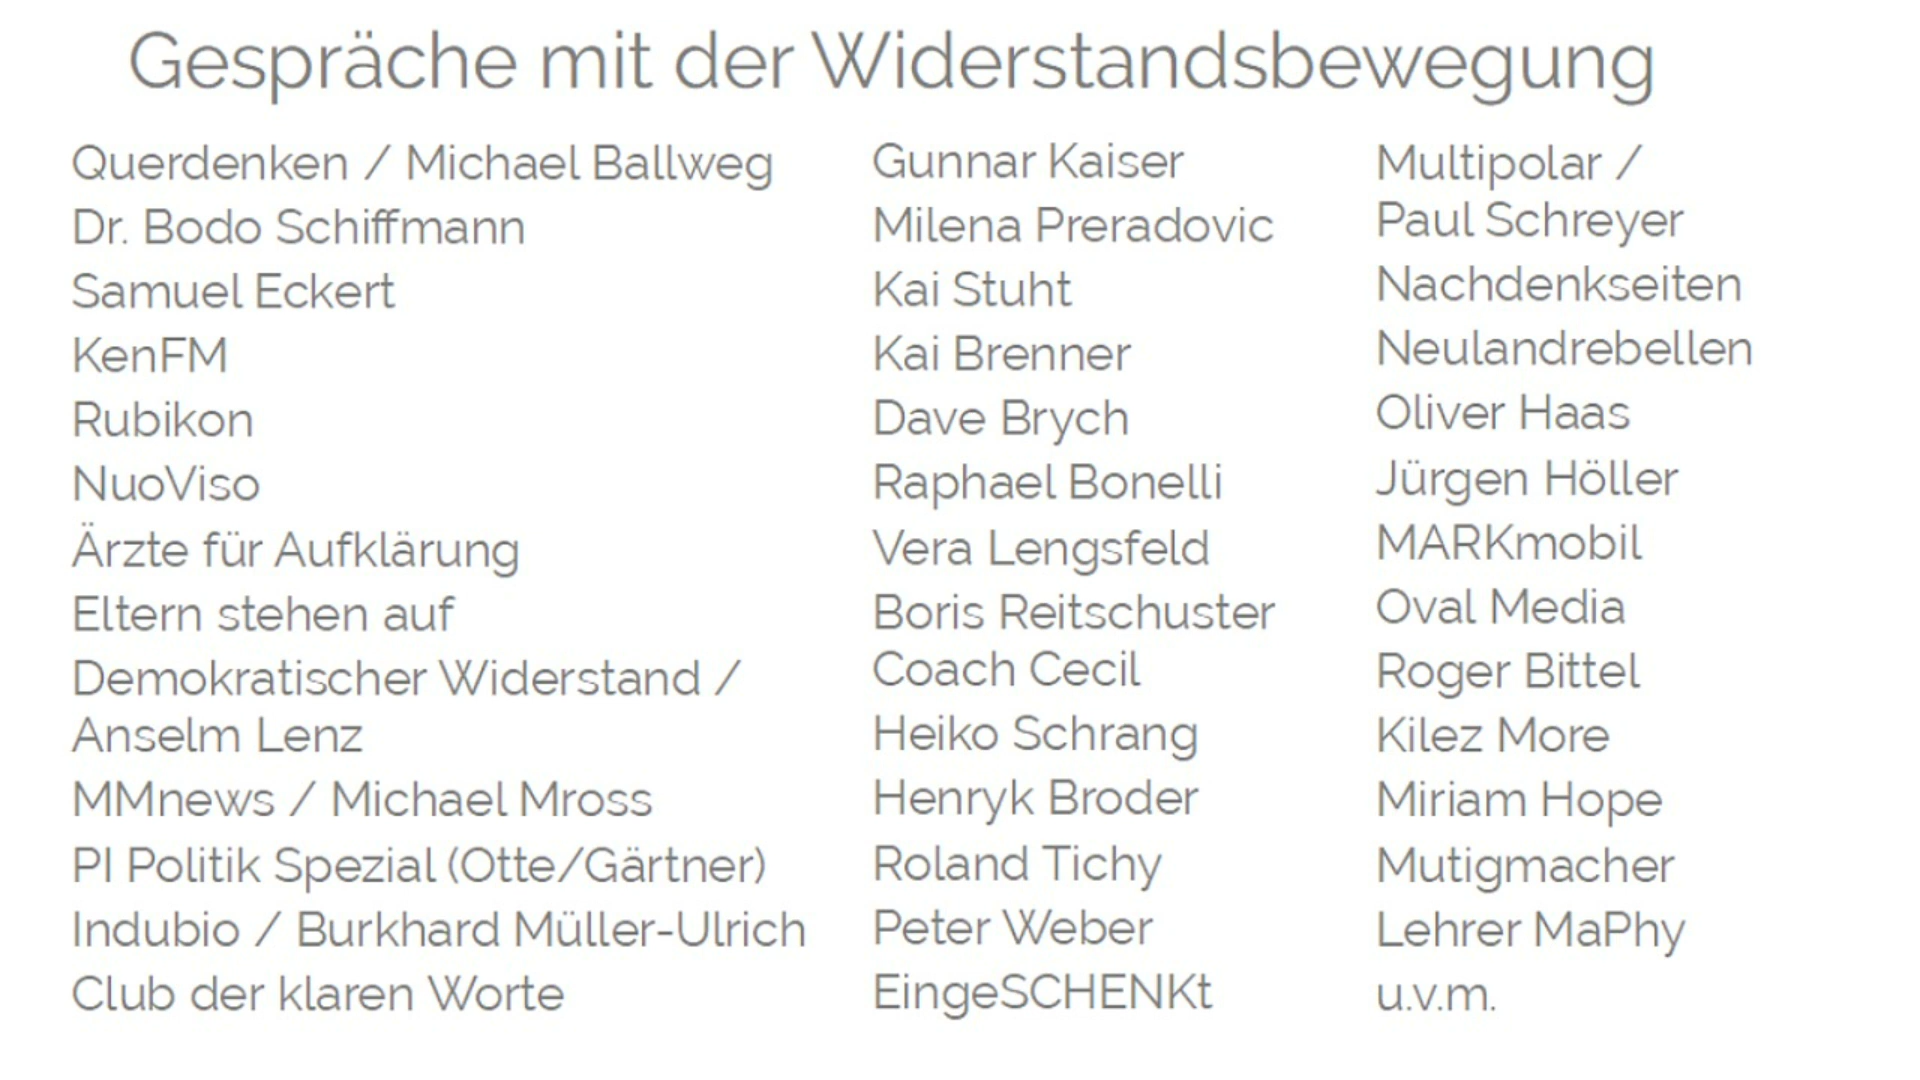 Gespräche mit der Widerstandsbewegung
Querdenken / Michael Ballweg
Dr. Bodo Schiffmann
Samuel Eckert
KenFM
Rubikon
NuoViso
Ärzte für Aufklärung
Eltern stehen auf
Demokratischer Widerstand /
Anselm Lenz
MMnews / Michael Mross
PI Politik Spezial (Otte/Gärtner)
Indubio / Burkhard Müller-Ulrich
Club der klaren Worte
Gunnar Kaiser
Milena Preradovic
Kai Stuht
Kai Brenner
Dave Brych
Raphael Bonelli
Vera Lengsfeld
Boris Reitschuster
Coach Cecil
Heiko Schrang
Henryk Broder
Roland Tichy
Peter Weber
EingeSCHENKt
Multipolar /
Paul Schreyer
Nachdenkseiten
Neulandrebellen
Oliver Haas
Jürgen Höller
MARKmobil
Oval Media
Roger Bittel
Kilez More
Miriam Hope
Mutigmacher
Lehrer MaPhy
u.v.m.